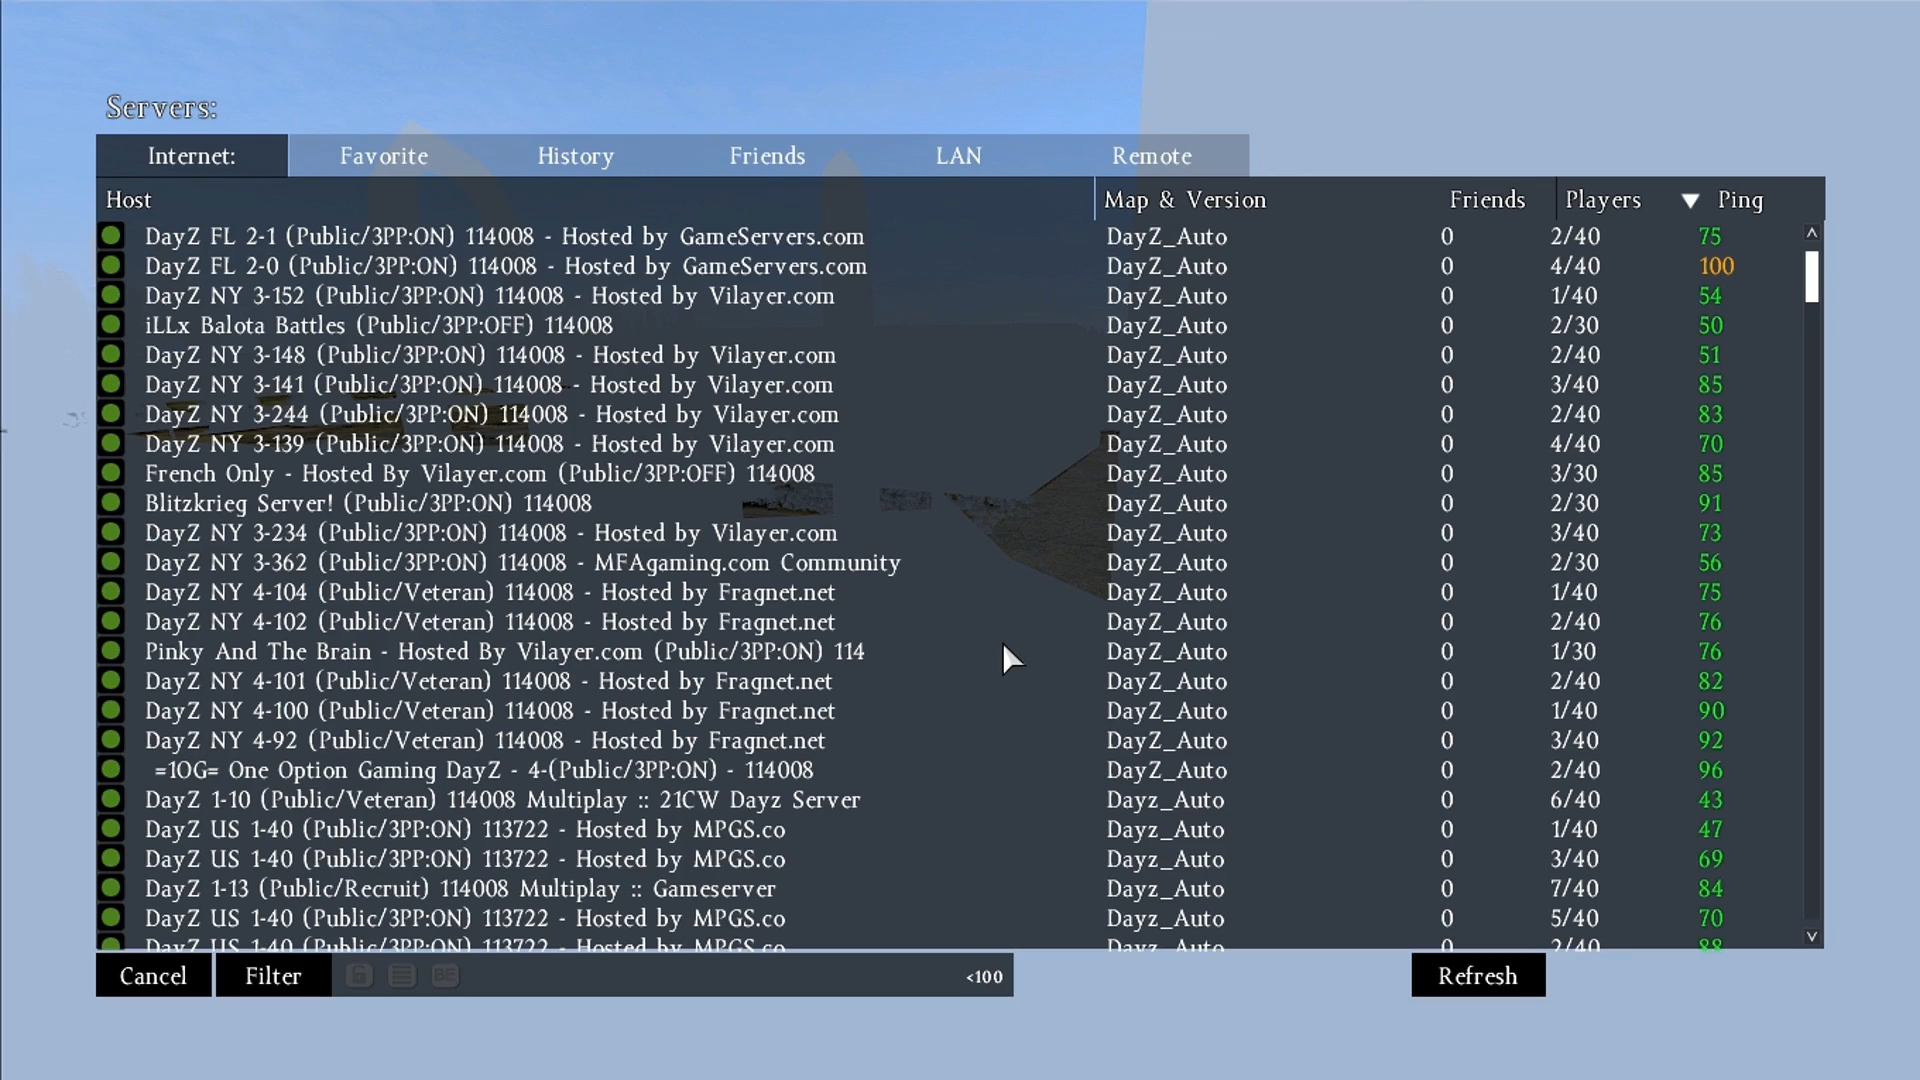 Servers:
Internet: Favorite History Friends LAN Remote
Host Map & Version Friends Players Ping
DayZ FL 2-1 (Public/3PP:ON) 114008 - Hosted by GameServers.com DayZ_Auto 0 2/40 75
DayZ FL 2-0 (Public/3PP:ON) 114008 - Hosted by GameServers.com DayZ_Auto 0 4/40 100
DayZ NY 3-152 (Public/3PP:ON) 114008 - Hosted by Vilayer.com DayZ_Auto 0 1/40 54
iLLx Balota Battles (Public/3PP:OFF) 114008 DayZ_Auto 0 2/30 50
DayZ NY 3-148 (Public/3PP:ON) 114008 - Hosted by Vilayer.com DayZ_Auto 0 2/40 51
DayZ NY 3-141 (Public/3PP:ON) 114008 - Hosted by Vilayer.com DayZ_Auto 0 3/40 85
DayZ NY 3-244 (Public/3PP:ON) 114008 - Hosted by Vilayer.com DayZ_Auto 0 2/40 83
DayZ NY 3-139 (Public/3PP:ON) 114008 - Hosted by Vilayer.com DayZ_Auto 0 4/40 70
French Only - Hosted By Vilayer.com (Public/3PP:OFF) 114008 DayZ_Auto 0 3/30 85
Blitzkrieg Server! (Public/3PP:ON) 114008 DayZ_Auto 0 2/30 91
DayZ NY 3-234 (Public/3PP:ON) 114008 - Hosted by Vilayer.com DayZ_Auto 0 3/40 73
DayZ NY 3-362 (Public/3PP:ON) 114008 - MFAgaming.com Community DayZ_Auto 0 2/30 56
DayZ NY 4-104 (Public/Veteran) 114008 - Hosted by Fragnet.net DayZ_Auto 0 1/40 75
DayZ NY 4-102 (Public/Veteran) 114008 - Hosted by Fragnet.net DayZ_Auto 0 2/40 76
Pinky And The Brain - Hosted By Vilayer.com (Public/3PP:ON) 114 DayZ_Auto 0 1/30 76
DayZ NY 4-101 (Public/Veteran) 114008 - Hosted by Fragnet.net DayZ_Auto 0 2/40 82
DayZ NY 4-100 (Public/Veteran) 114008 - Hosted by Fragnet.net DayZ_Auto 0 1/40 90
DayZ NY 4-92 (Public/Veteran) 114008 - Hosted by Fragnet.net DayZ_Auto 0 3/40 92
=1OG= One Option Gaming DayZ - 4-(Public/3PP:ON) - 114008 DayZ_Auto 0 2/40 96
DayZ 1-10 (Public/Veteran) 114008 Multiplay :: 21CW Dayz Server Dayz_Auto 0 6/40 43
DayZ US 1-40 (Public/3PP:ON) 113722 - Hosted by MPGS.co Dayz_Auto 0 1/40 47
DayZ US 1-40 (Public/3PP:ON) 113722 - Hosted by MPGS.co Dayz_Auto 0 3/40 69
DayZ 1-13 (Public/Recruit) 114008 Multiplay :: Gameserver Dayz_Auto 0 7/40 84
DayZ US 1-40 (Public/3PP:ON) 113722 - Hosted by MPGS.co Dayz_Auto 0 5/40 70
DayZ US 1-40 (Public/3PP:ON) 113722 - Hosted by MPGS.co Dayz_Auto 0 2/40 88
Cancel Filter BE <100 Refresh